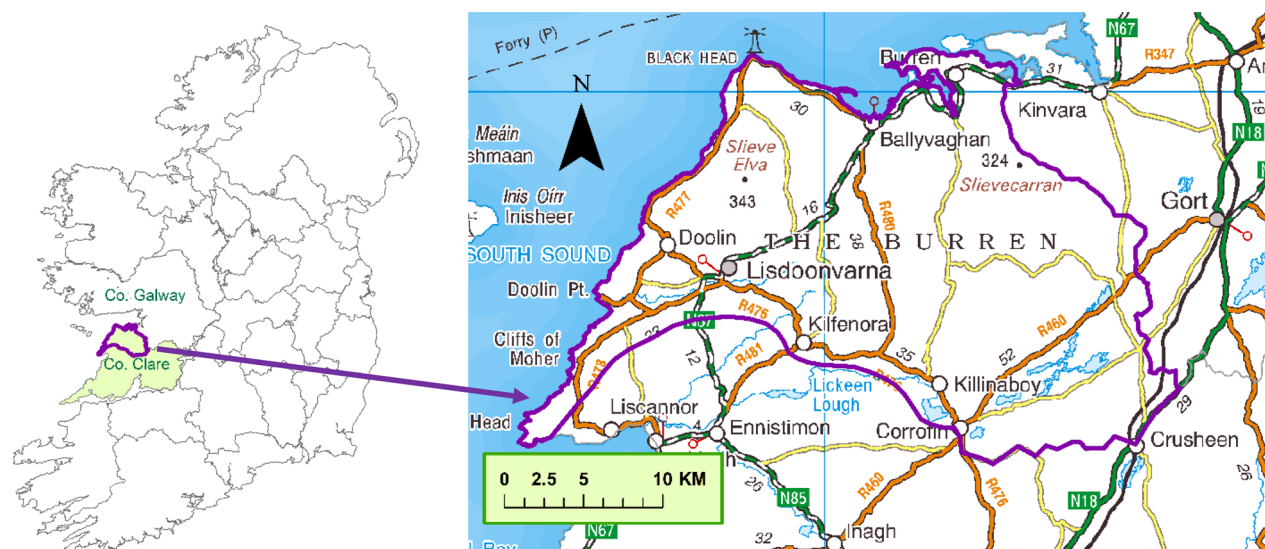 Co. Galway
Co. Clare
Ferry (P)
BLACK HEAD
N
Burren
N67
31
R347
Kinvara
19
N18
30
Ballyvaghan
Meáin
shmaan
Slieve
Elva
343
324
Slievecarran
Inis Oírr
Inisheer
R477
16
R480
38
Gort
SOUTH SOUND
Doolin
THE BURREN
Lisdoonvarna
Doolin Pt.
R476
R460
N67
Kilfenora
Cliffs of
Moher
R478
12
R481
35
52
Lickeen
Lough
Killinaboy
29
Head
Liscannor
4
Ennistimon
Corrofin
Crusheen
0 2.5 5 10 KM
26
N85
R460
R476
N18
26
N67
32
Inagh